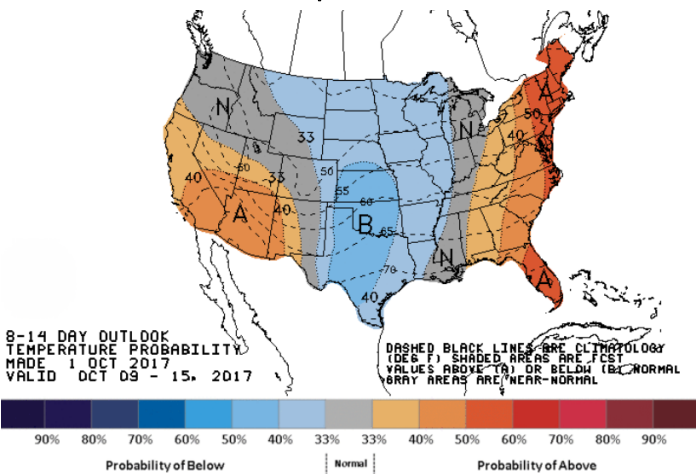 N
33
N
A
50
40
50
33
50
40
55
60
A
40
B
65
N
70
A
40
8-14 DAY OUTLOOK
TEMPERATURE PROBABILITY
MADE 1 OCT 2017
VALID OCT 09 - 15, 2017
DASHED BLACK LINES ARE CLIMATOLOGY
(DEG F) SHADED AREAS ARE FCST
VALUES ABOVE (A) OR BELOW (B) NORMAL
GRAY AREAS ARE NEAR-NORMAL
90% 80% 70% 60% 50% 40% 33% 33% 40% 50% 60% 70% 80% 90%
Probability of Below Normal Probability of Above